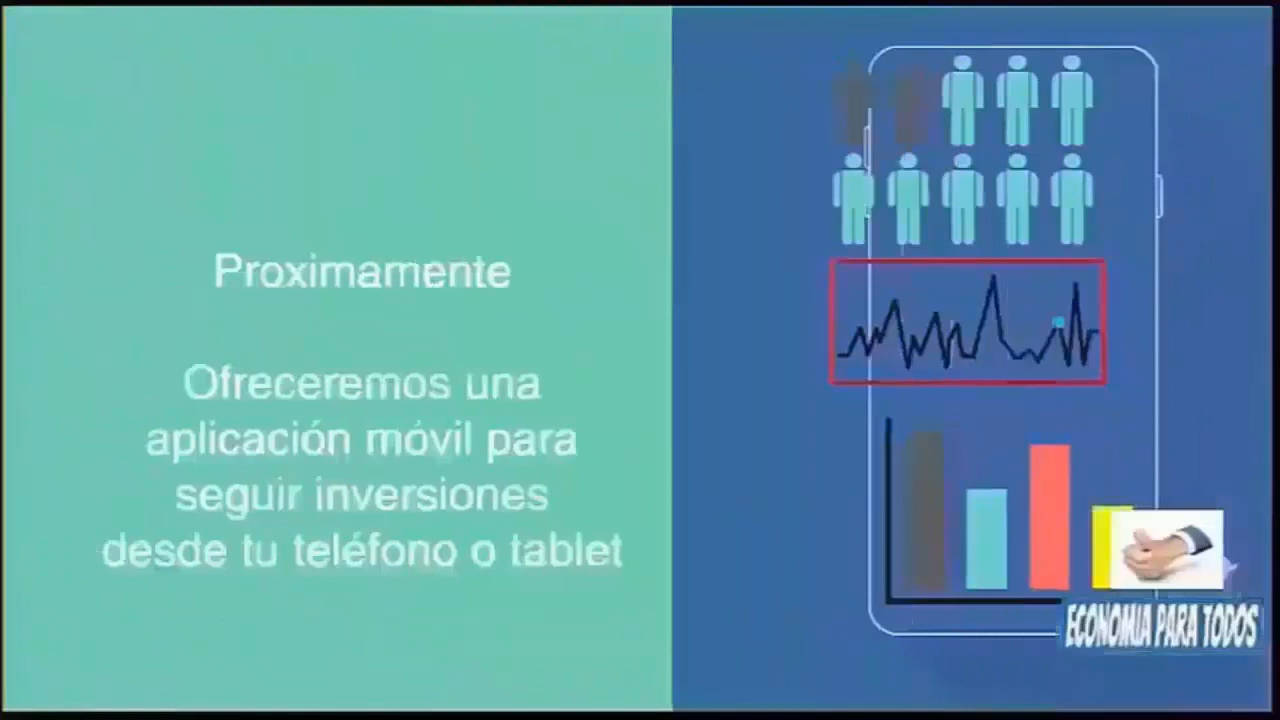 Proximamente
Ofreceremos una
aplicación móvil para
seguir inversiones
desde tu teléfono o tablet
ECONOMIA PARA TODOS